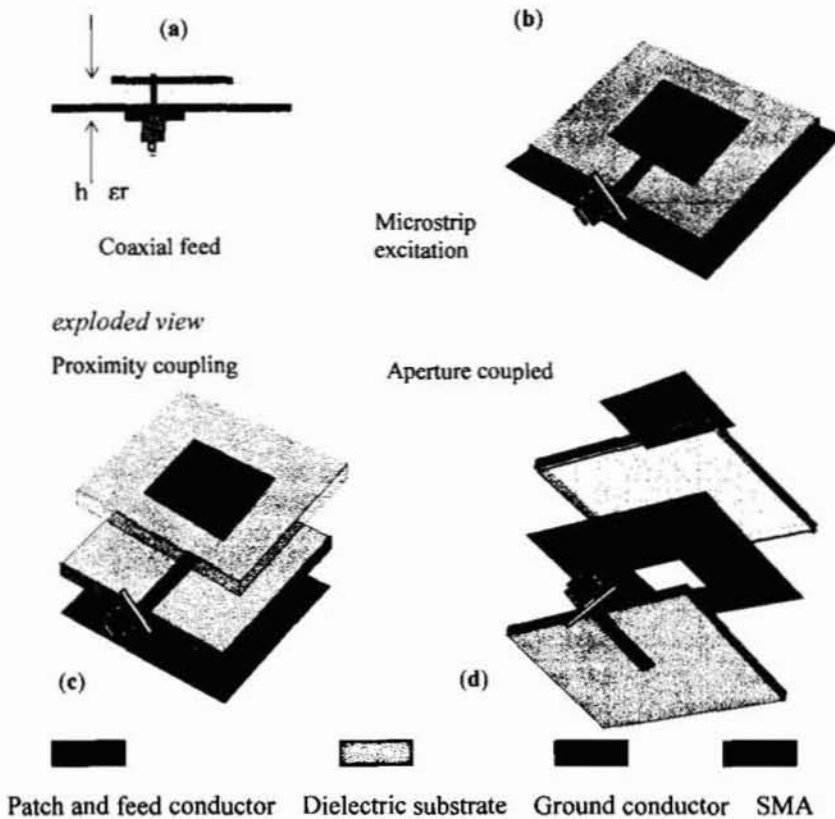 (a)
(b)
h εr
Coaxial feed
Microstrip
excitation
exploded view
Proximity coupling
Aperture coupled
(c)
(d)
Patch and feed conductor Dielectric substrate Ground conductor SMA